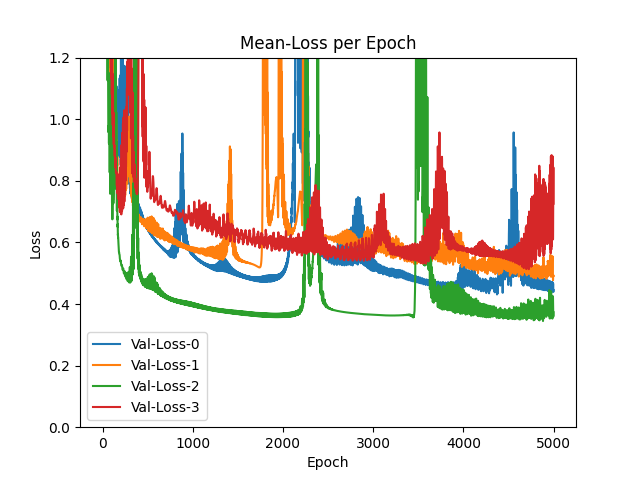 Mean-Loss per Epoch
1.2
1.0
0.8
0.6
0.4
0.2
0.0
Loss
Val-Loss-0
Val-Loss-1
Val-Loss-2
Val-Loss-3
0 1000 2000 3000 4000 5000
Epoch